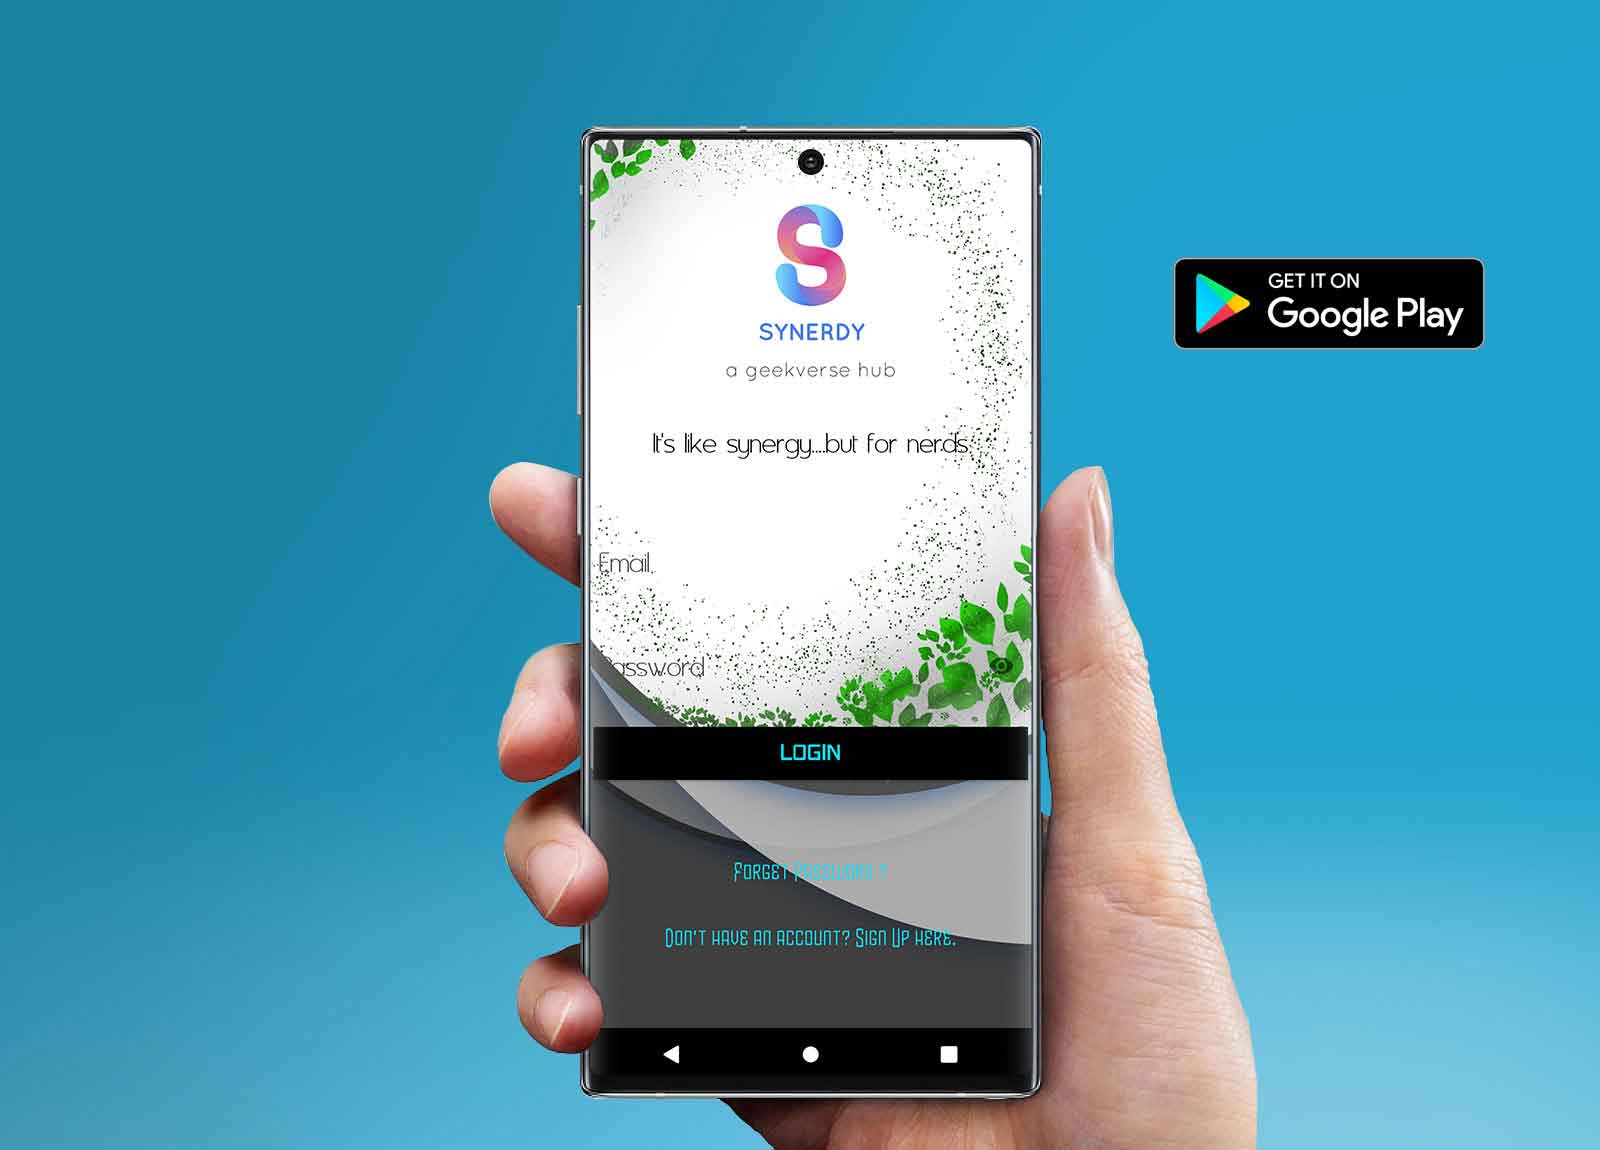 SYNERDY
a geekverse hub
It's like synergy....but for nerds
Email
Password
LOGIN
Forget Password ?
Don't have an account? Sign Up here.
GET IT ON
Google Play